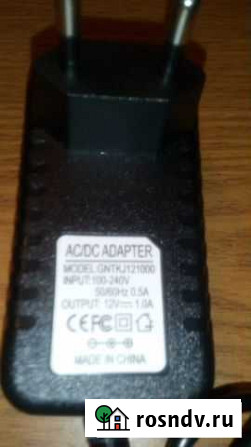 AC/DC ADAPTER
MODEL:GNTKJ121000
INPUT:100-240V
50/60Hz 0.5A
OUTPUT: 12V 1.0A
CE FC
MADE IN CHINA
rosndv.ru